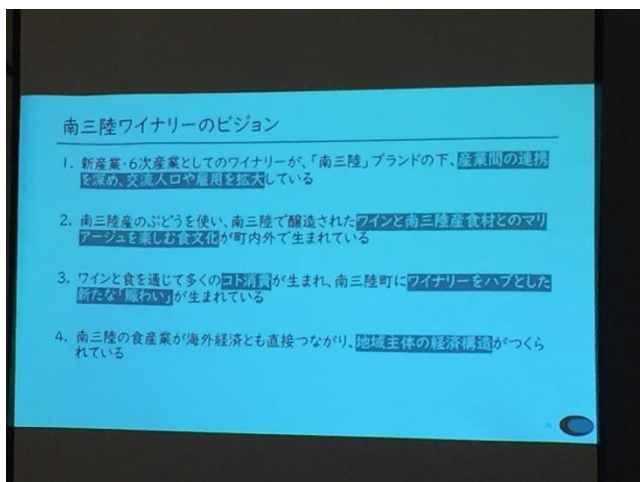 南三陸ワイナリーのビジョン
1. 新産業・6次産業としてのワイナリーが、「南三陸」ブランドの下、産業間の連携
を深め、交流人口や雇用を拡大している
2. 南三陸産のぶどうを使い、南三陸で醸造されたワインと南三陸産食材とのマリ
アージュを楽しむ食文化が町内外で生まれている
3. ワインと食を通じて多くのコト消費が生まれ、南三陸町にワイナリーをハブとした
新たな「賑わい」が生まれている
4. 南三陸の食産業が海外経済とも直接つながり、地域主体の経済構造がつくら
れている